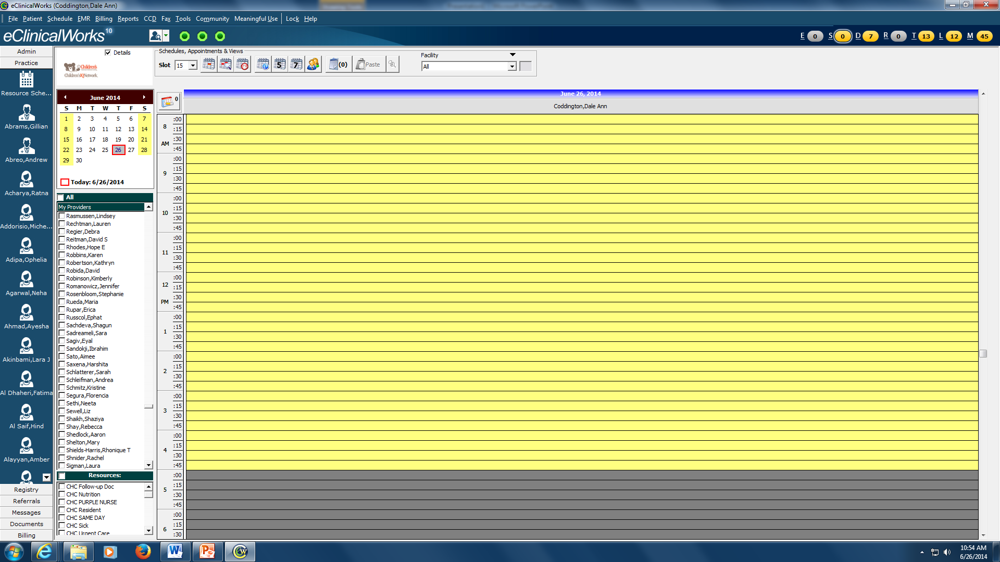 eClinicalWorks (Coddington,Dale Ann)
File Patient Schedule EMR Billing Reports CCD Fax Tools Community Meaningful Use Lock Help
eClinicalWorks 10
E 0 S 0 D 7 R 0 T 13 L 12 M 45
Admin
Practice
Resource Sche...
Abrams,Gillian
Abreo,Andrew
Acharya,Ratna
Addorisio,Miche...
Adipa,Ophelia
Agarwal,Neha
Ahmad,Ayesha
Akinbami,Lara J
Al Dhaheri,Fatima
Al Saif,Hind
Alayyan,Amber
Registry
Referrals
Messages
Documents
Billing
Details
Children's
Children'sIQNetwork
Schedules, Appointments & Views
Slot 15
5 7 (0) Paste
Facility
All
June 2014
S M T W T F S
1 2 3 4 5 6 7
8 9 10 11 12 13 14
15 16 17 18 19 20 21
22 23 24 25 26 27 28
29 30
Today: 6/26/2014
All
My Providers
Rasmussen,Lindsey
Rechtman,Lauren
Regier,Debra
Reitman,David S
Rhodes,Hope E
Robbins,Karen
Robertson,Kathryn
Robida,David
Robinson,Kimberly
Romanowicz,Jennifer
Rosenbloom,Stephanie
Rueda,Maria
Rupar,Erica
Russcol,Ephat
Sachdeva,Shagun
Sadreameli,Sara
Sagiv,Eyal
Sandokji,Ibrahim
Sato,Aimee
Saxena,Harshita
Schlatterer,Sarah
Schleifman,Andrea
Schmitz,Kristine
Segura,Florencia
Sethi,Neeta
Sewell,Liz
Shaikh,Shaziya
Shay,Rebecca
Shedlock,Aaron
Shelton,Mary
Shields-Harris,Rhonique T
Shnider,Rachel
Sigman,Laura
Resources:
CHC Follow-up Doc
CHC Nutrition
CHC PURPLE NURSE
CHC Resident
CHC SAME DAY
CHC Sick
CHC Urgent Care
0
June 26, 2014
Coddington,Dale Ann
8 AM :00 :15 :30 :45
9 :00 :15 :30 :45
10 :00 :15 :30 :45
11 :00 :15 :30 :45
12 PM :00 :15 :30 :45
1 :00 :15 :30 :45
2 :00 :15 :30 :45
3 :00 :15 :30 :45
4 :00 :15 :30 :45
5 :00 :15 :30 :45
6 :00 :15 :30
10:54 AM
6/26/2014